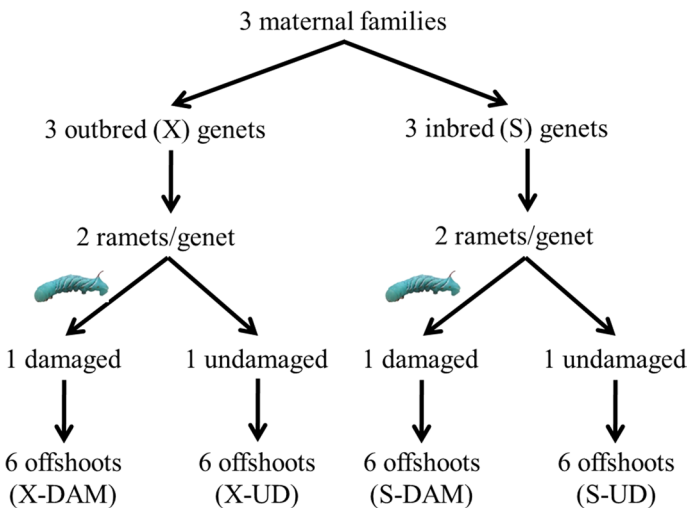 3 maternal families
3 outbred (X) genets
3 inbred (S) genets
2 ramets/genet
2 ramets/genet
1 damaged
1 undamaged
1 damaged
1 undamaged
6 offshoots
(X-DAM)
6 offshoots
(X-UD)
6 offshoots
(S-DAM)
6 offshoots
(S-UD)